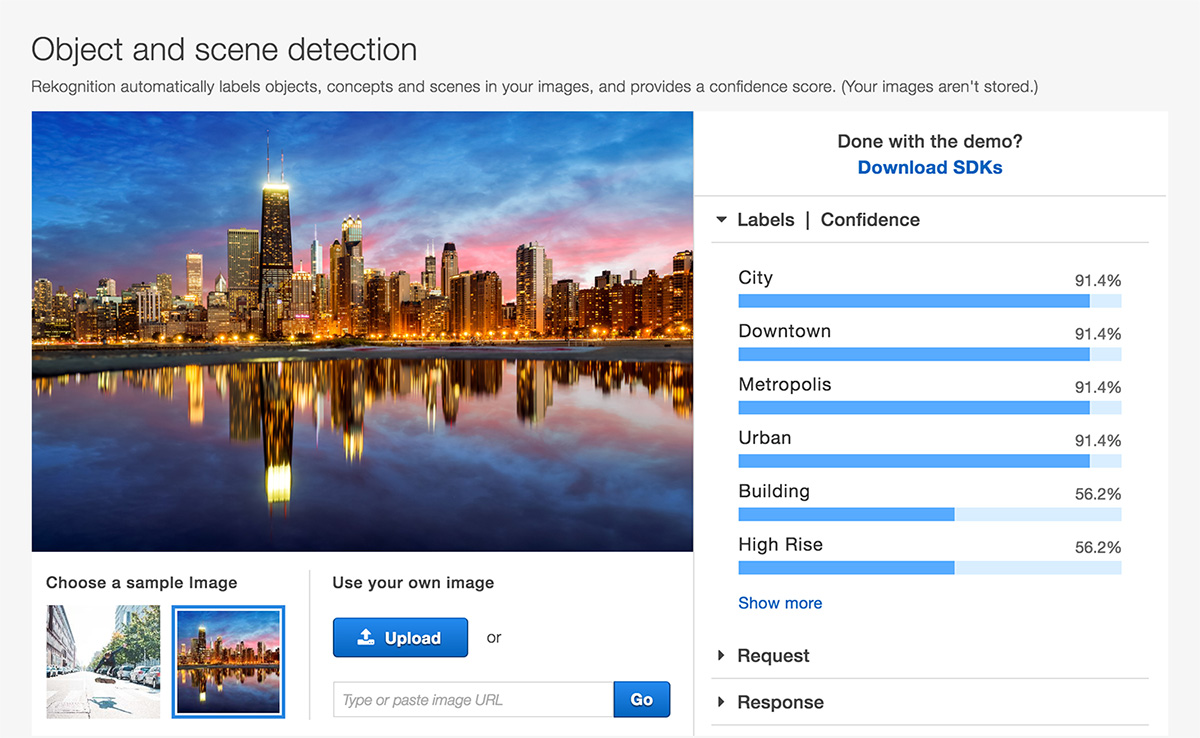 Object and scene detection
Rekognition automatically labels objects, concepts and scenes in your images, and provides a confidence score. (Your images aren't stored.)
Done with the demo?
Download SDKs
Labels | Confidence
City 91.4%
Downtown 91.4%
Metropolis 91.4%
Urban 91.4%
Building 56.2%
High Rise 56.2%
Show more
Request
Response
Choose a sample Image
Use your own image
Upload or
Type or paste image URL Go